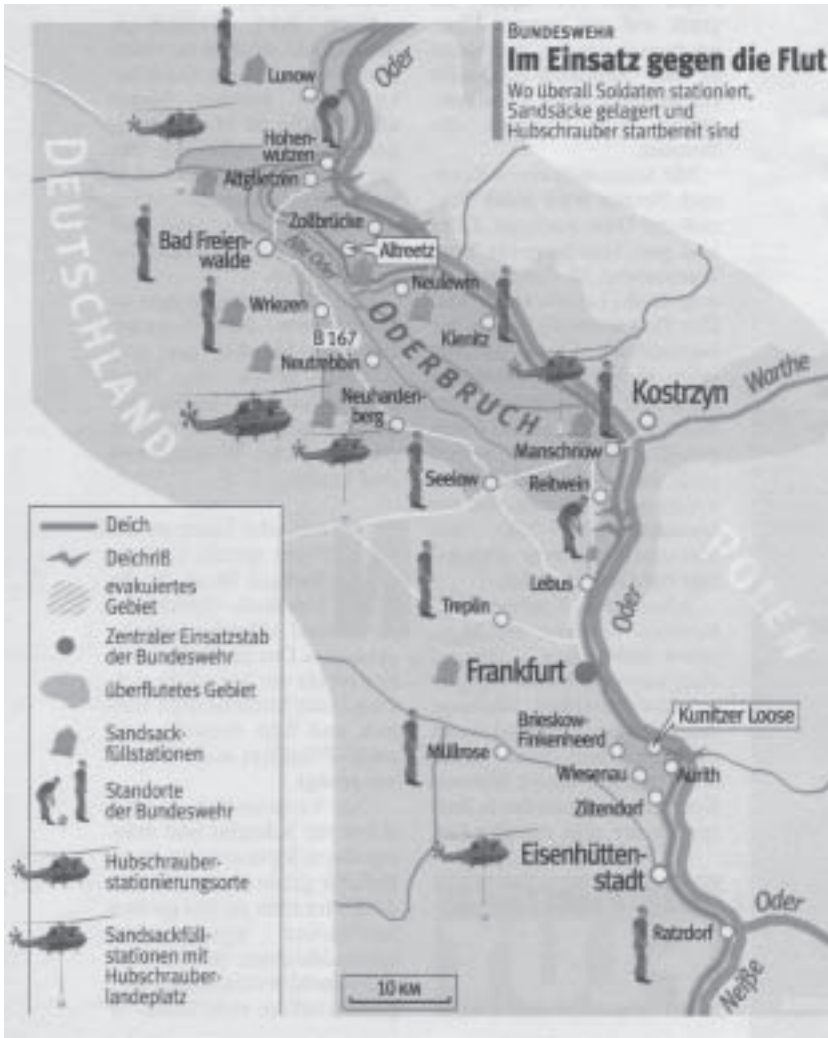 BUNDESWEHR
Im Einsatz gegen die Flut
Wo überall Soldaten stationiert,
Sandsäcke gelagert und
Hubschrauber startbereit sind
Oder
Lunow
Hohen-
wutzen
Altglietzen
DEUTSCHLAND
Zollbrücke
Bad Freien-
walde
Alte Oder
Altreetz
Neulewin
Wriezen
ODERBRUCH
Kienitz
B 167
Neutrebbin
Neuharden-
berg
Kostrzyn
Warthe
Manschnow
Seelow
Reitwein
POLEN
Lebus
Treplin
Oder
Frankfurt
Kunitzer Loose
Brieskow-
Finkenheerd
Müllrose
Wiesenau
Aurith
Ziltendorf
Eisenhütten-
stadt
Oder
Ratzdorf
Neiße
Deich
Deichriß
evakuiertes
Gebiet
Zentraler Einsatzstab
der Bundeswehr
überflutetes Gebiet
Sandsack-
füllstationen
Standorte
der Bundeswehr
Hubschrauber-
stationierungsorte
Sandsackfüll-
stationen mit
Hubschrauber-
landeplatz
10 KM